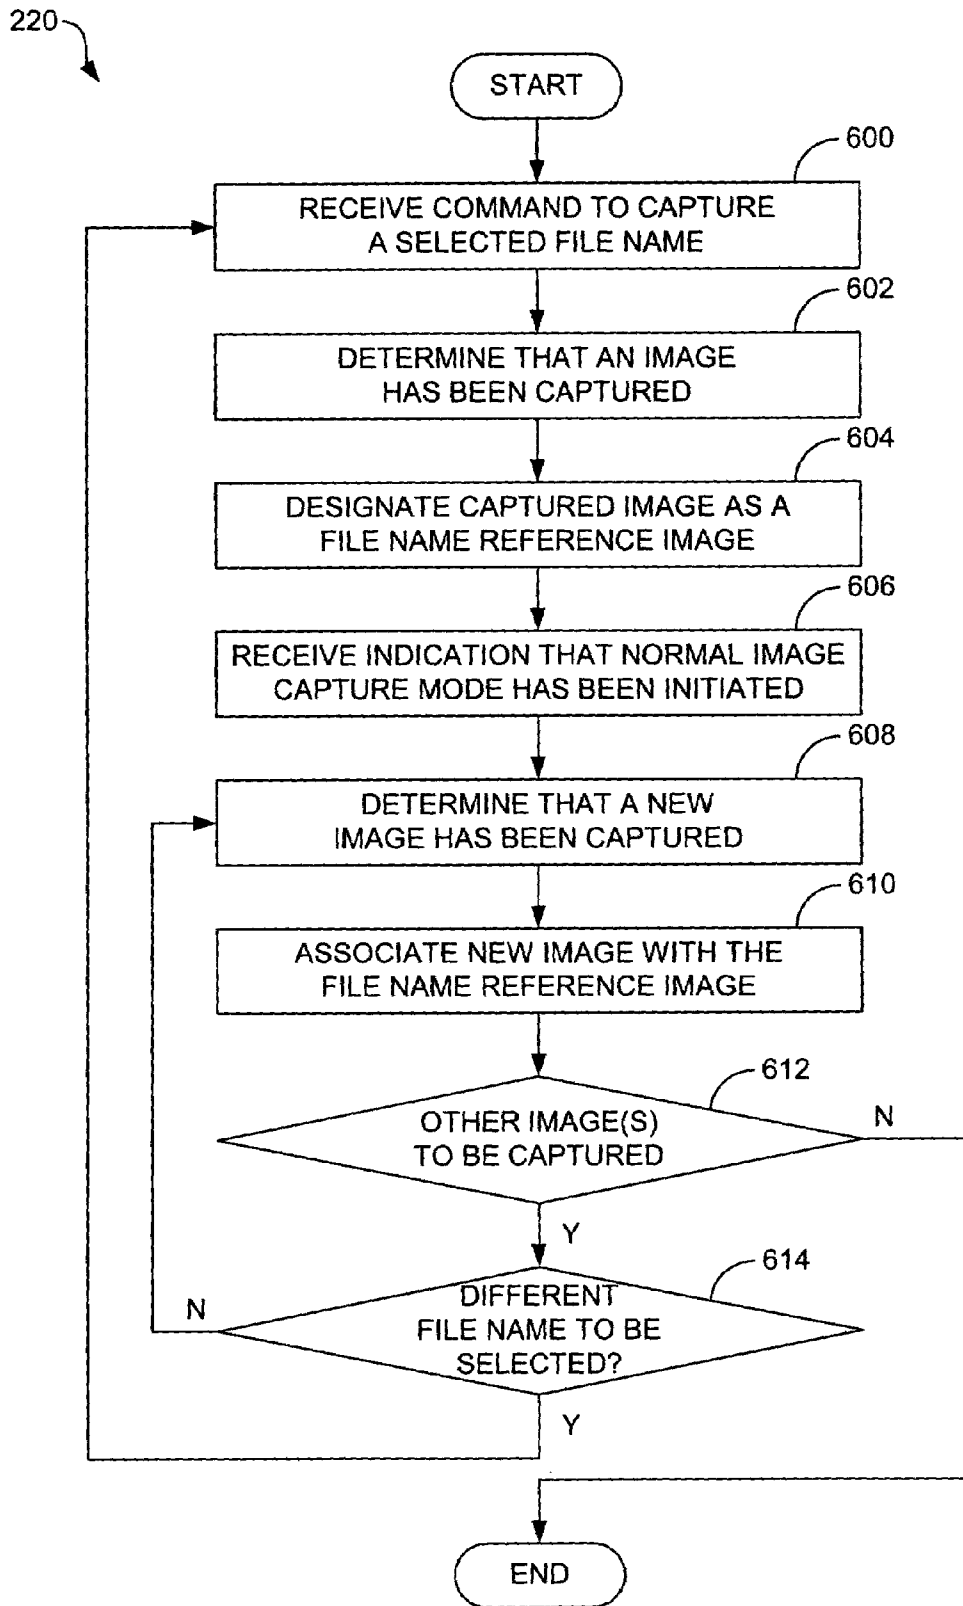 220
START
600
RECEIVE COMMAND TO CAPTURE
A SELECTED FILE NAME
602
DETERMINE THAT AN IMAGE
HAS BEEN CAPTURED
604
DESIGNATE CAPTURED IMAGE AS A
FILE NAME REFERENCE IMAGE
606
RECEIVE INDICATION THAT NORMAL IMAGE
CAPTURE MODE HAS BEEN INITIATED
608
DETERMINE THAT A NEW
IMAGE HAS BEEN CAPTURED
610
ASSOCIATE NEW IMAGE WITH THE
FILE NAME REFERENCE IMAGE
612
OTHER IMAGE(S)
TO BE CAPTURED
N
Y
614
DIFFERENT
FILE NAME TO BE
SELECTED?
N
Y
END